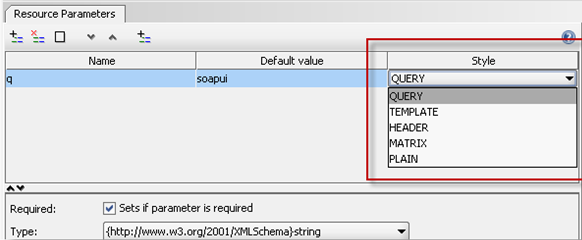 Resource Parameters
Name Default value Style
q soapui QUERY
QUERY
TEMPLATE
HEADER
MATRIX
PLAIN
Required: Sets if parameter is required
Type: {http://www.w3.org/2001/XMLSchema}string